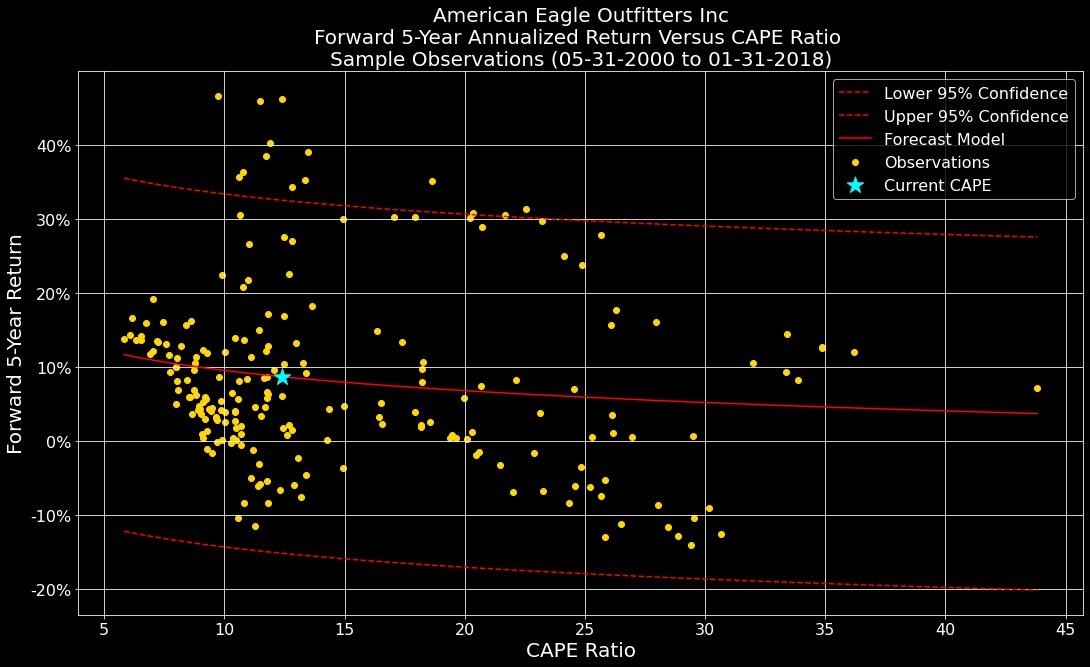 American Eagle Outfitters Inc
Forward 5-Year Annualized Return Versus CAPE Ratio
Sample Observations (05-31-2000 to 01-31-2018)
Lower 95% Confidence
Upper 95% Confidence
Forecast Model
Observations
Current CAPE
Forward 5-Year Return
40%
30%
20%
10%
0%
-10%
-20%
5 10 15 20 25 30 35 40 45
CAPE Ratio